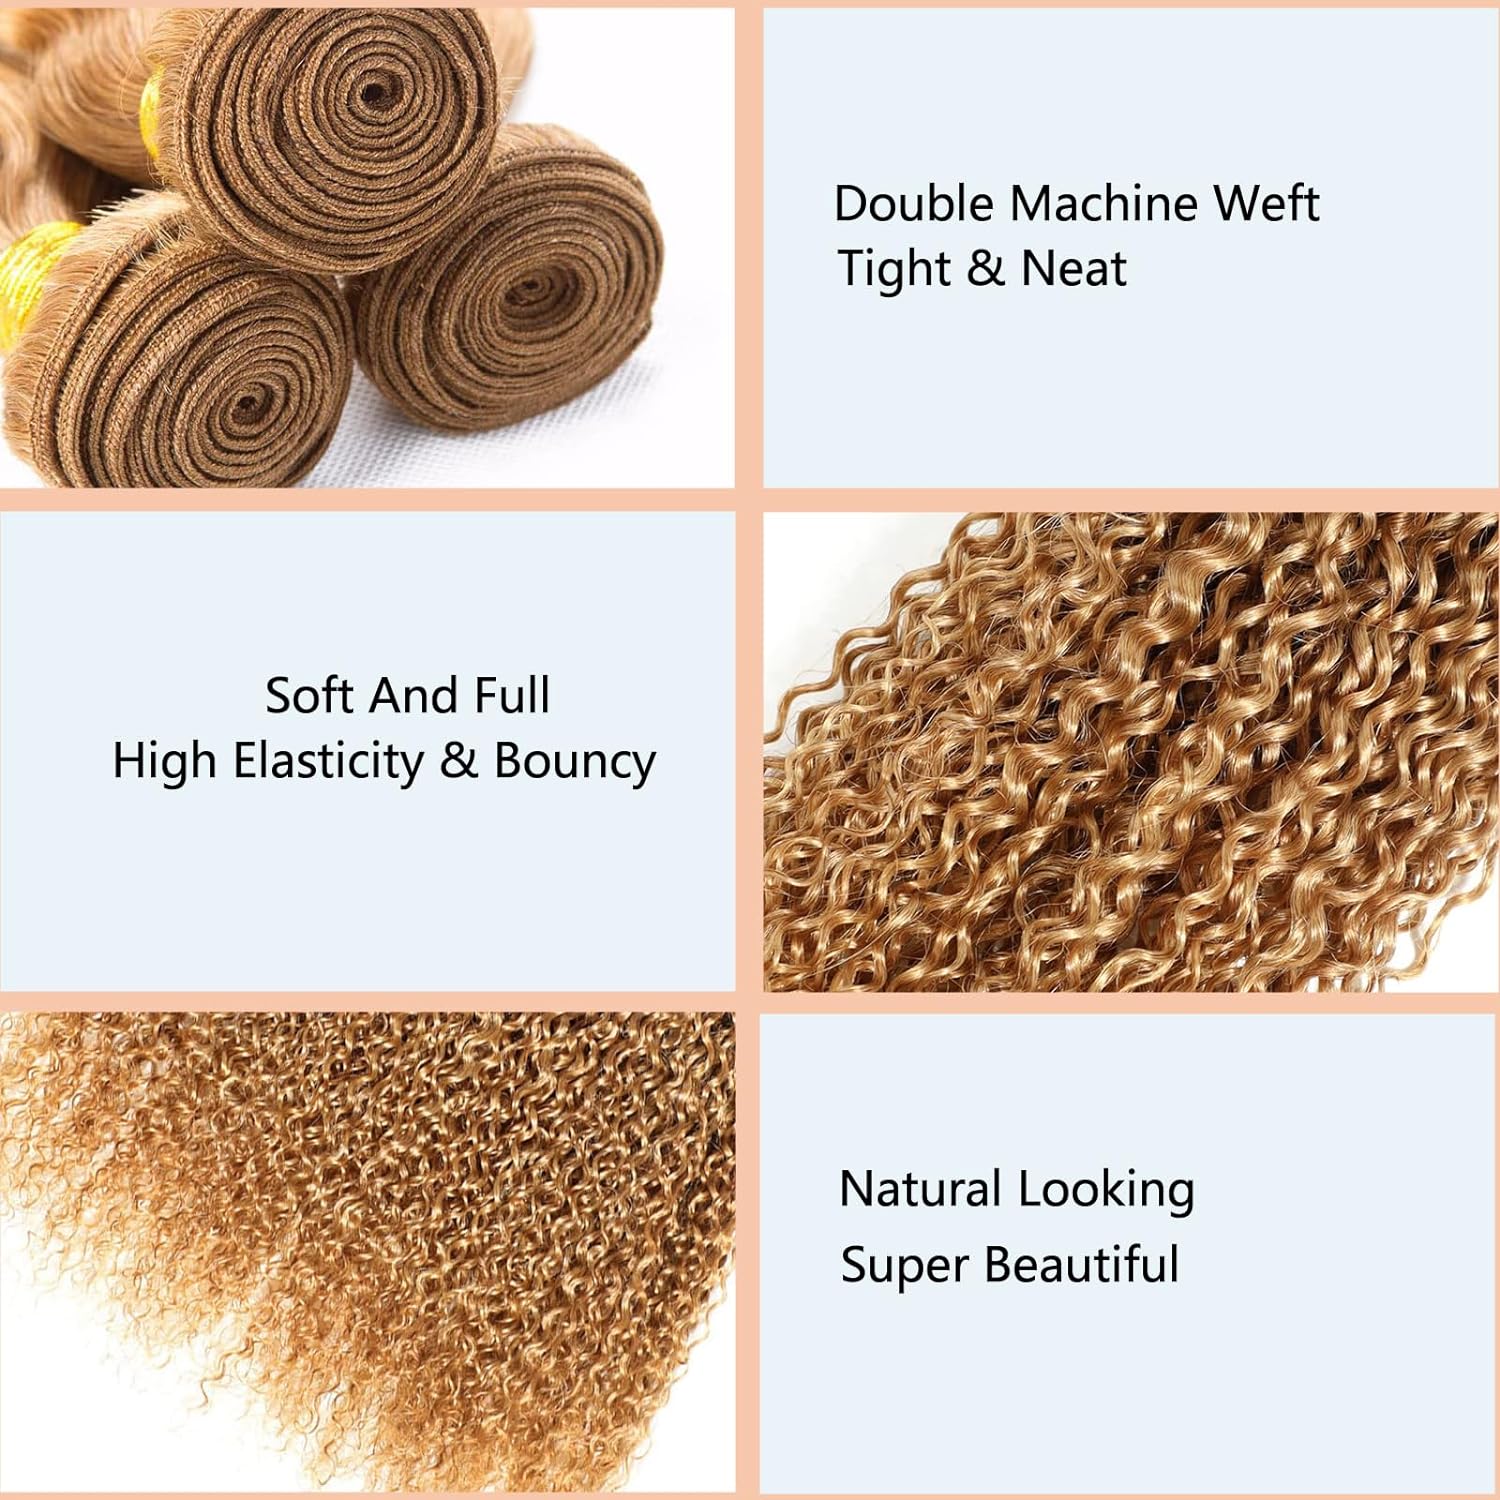 Double Machine Weft
Tight & Neat
Soft And Full
High Elasticity & Bouncy
Natural Looking
Super Beautiful